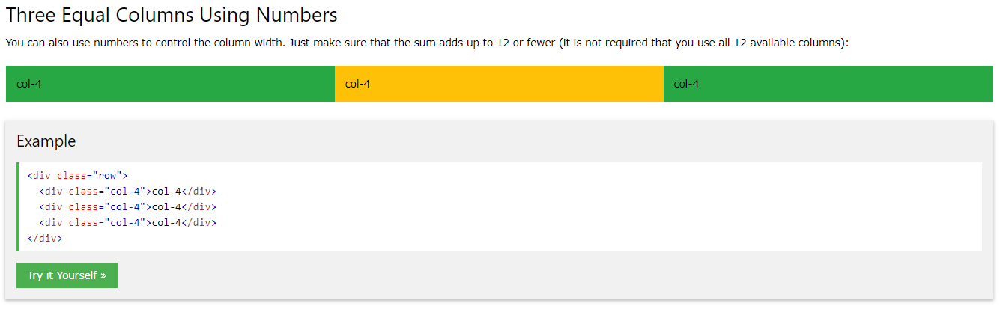 Three Equal Columns Using Numbers
You can also use numbers to control the column width. Just make sure that the sum adds up to 12 or fewer (it is not required that you use all 12 available columns):
col-4 col-4 col-4
Example
<div class="row">
  <div class="col-4">col-4</div>
  <div class="col-4">col-4</div>
  <div class="col-4">col-4</div>
</div>
Try it Yourself »